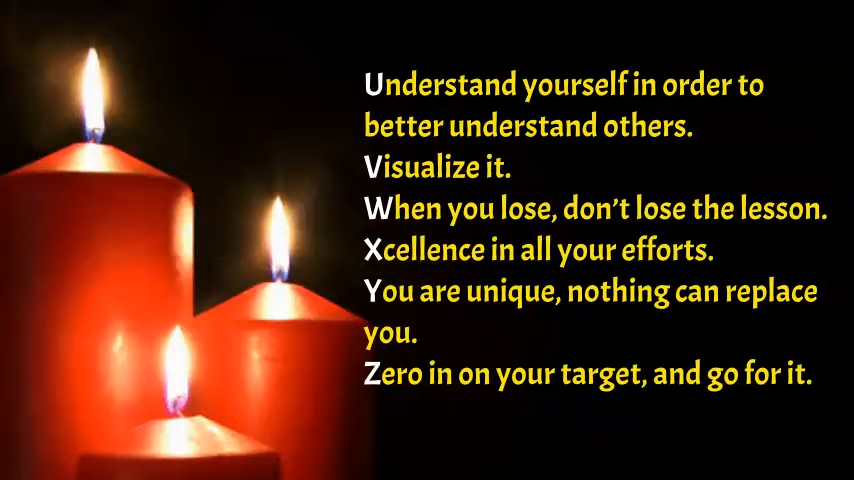 Understand yourself in order to
better understand others.
Visualize it.
When you lose, don’t lose the lesson.
Xcellence in all your efforts.
You are unique, nothing can replace
you.
Zero in on your target, and go for it.